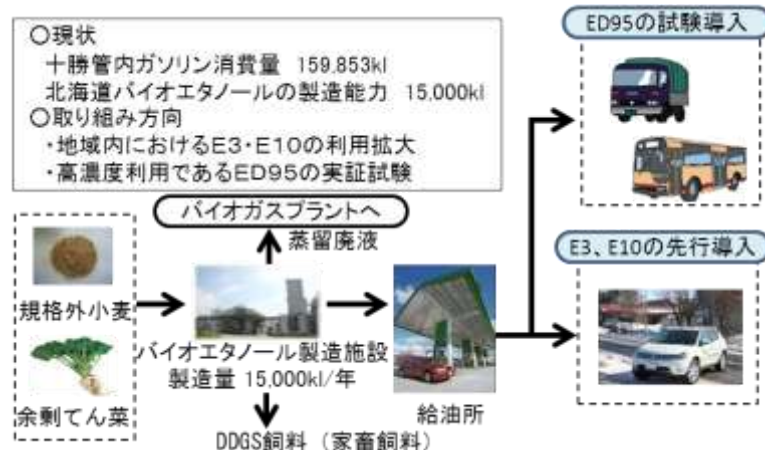 ○現状
十勝管内ガソリン消費量 159,853kl
北海道バイオエタノールの製造能力 15,000kl
○取り組み方向
・地域内におけるE3・E10の利用拡大
・高濃度利用であるED95の実証試験
ED95の試験導入
バイオガスプラントへ
蒸留廃液
E3、E10の先行導入
規格外小麦
バイオエタノール製造施設
製造量 15,000kl/年
余剰てん菜
給油所
DDGS飼料（家畜飼料）